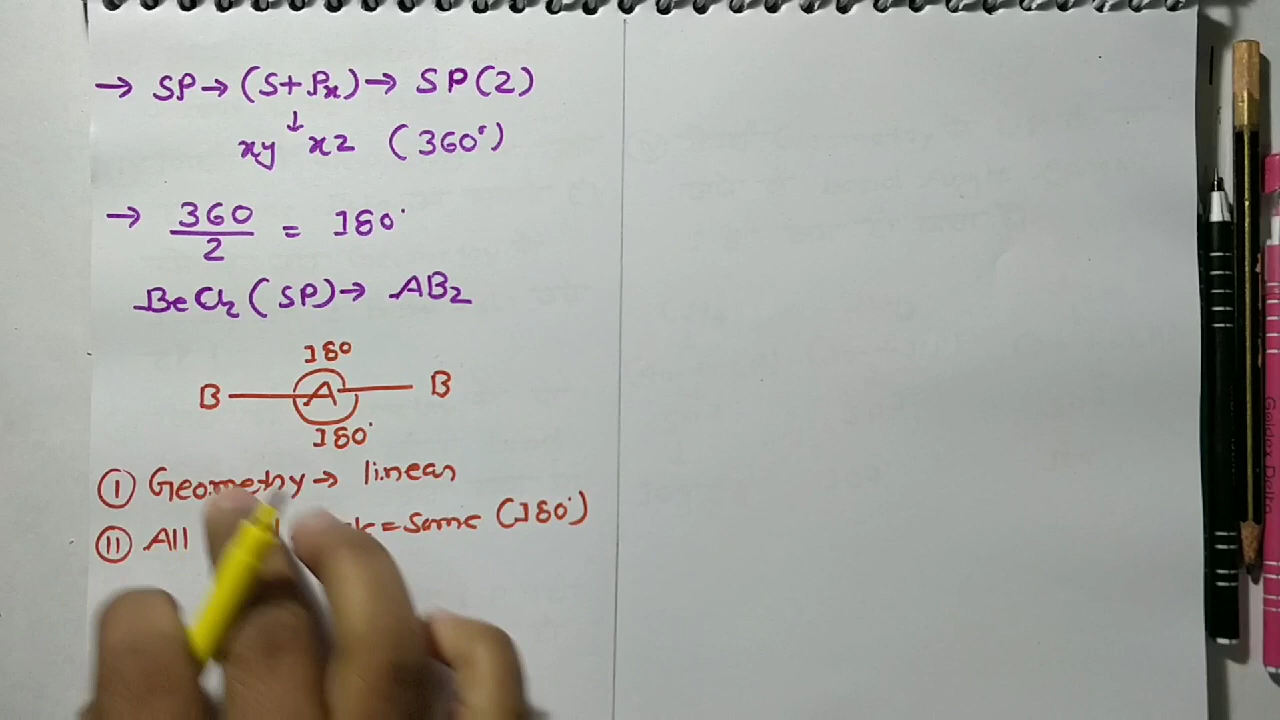 → SP → (S+Px) → SP(2)
↓
xy xz (360°)
→ 360/2 = 180°
BeCl₂ (SP) → AB₂
180
B — A — B
180°
① Geometry → linear
② All = Same (180°)